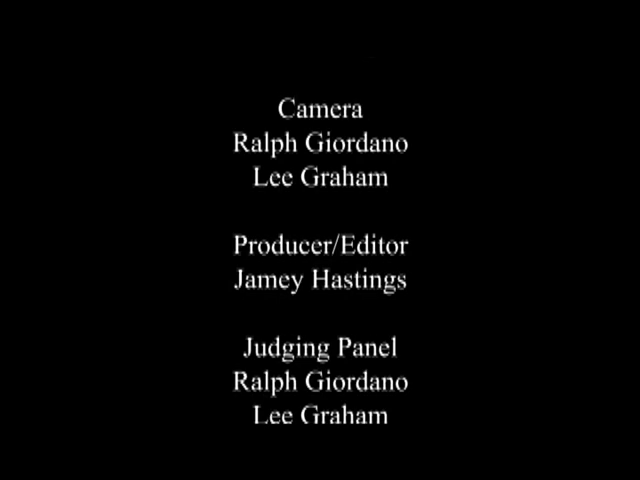 Camera
Ralph Giordano
Lee Graham
Producer/Editor
Jamey Hastings
Judging Panel
Ralph Giordano
Lee Graham